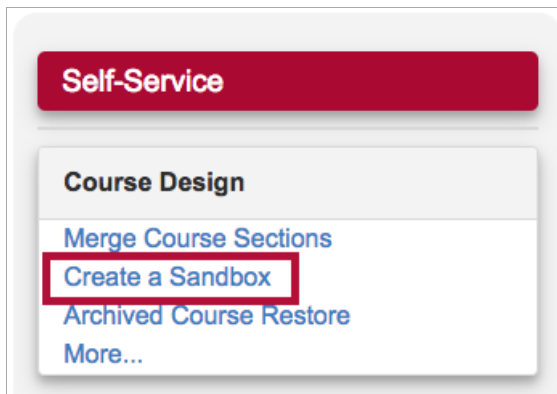 Self-Service
Course Design
Merge Course Sections
Create a Sandbox
Archived Course Restore
More...